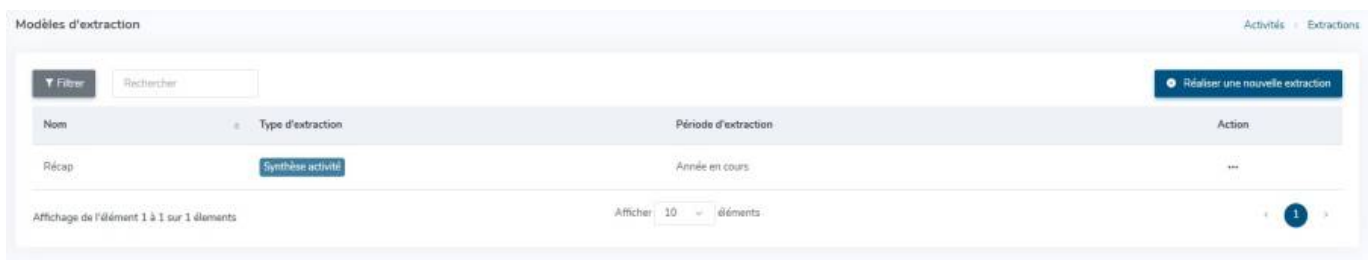 Modèles d'extraction
Activités Extractions
Filtrer Rechercher Réaliser une nouvelle extraction
Nom Type d'extraction Période d'extraction Action
Récap Synthèse activité Année en cours ...
Affichage de l'élément 1 à 1 sur 1 élements Afficher 10 éléments 1